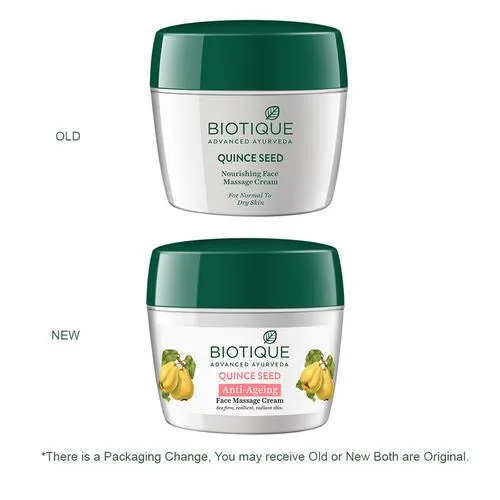 OLD
BIOTIQUE
ADVANCED AYURVEDA
QUINCE SEED
Nourishing Face
Massage Cream
For Normal To
Dry Skin
NEW
BIOTIQUE
ADVANCED AYURVEDA
QUINCE SEED
Anti-Ageing
Face Massage Cream
See firm, resilient, radiant skin.
*There is a Packaging Change, You may receive Old or New Both are Original.